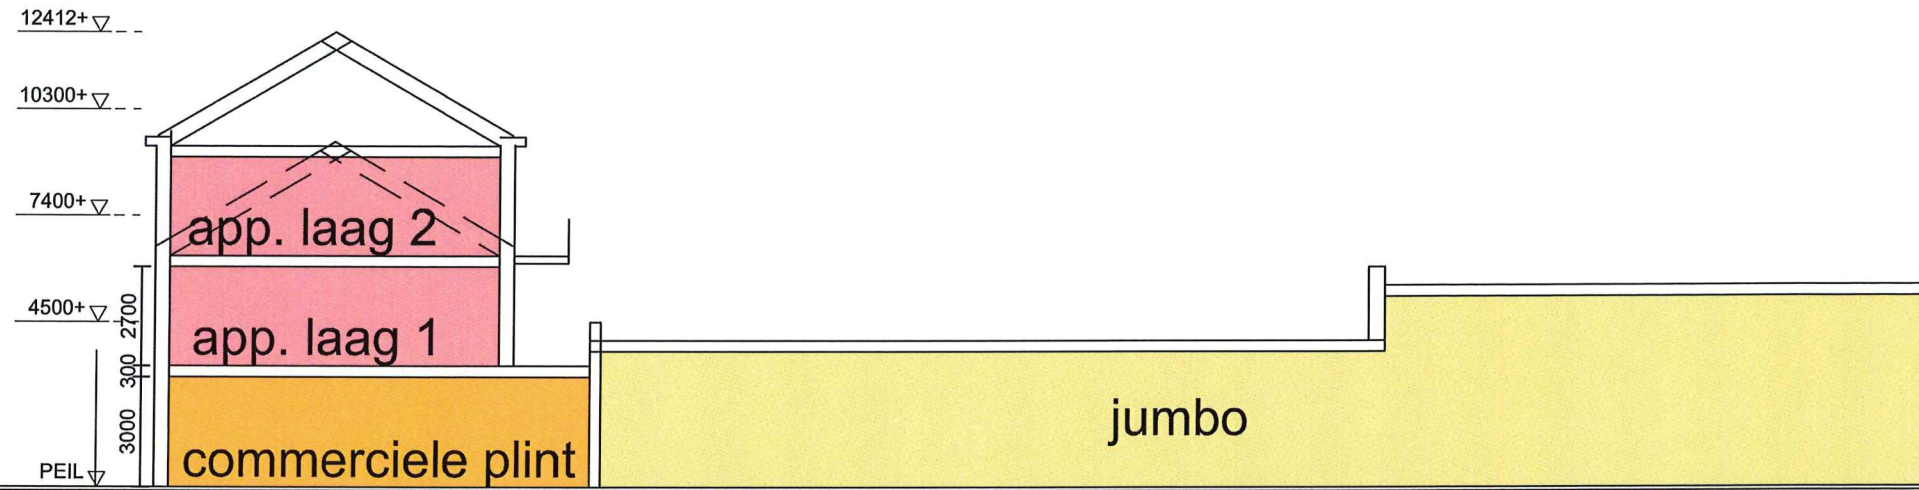 12412+
10300+
7400+
app. laag 2
4500+
2700
app. laag 1
300
jumbo
3000
commerciele plint
PEIL